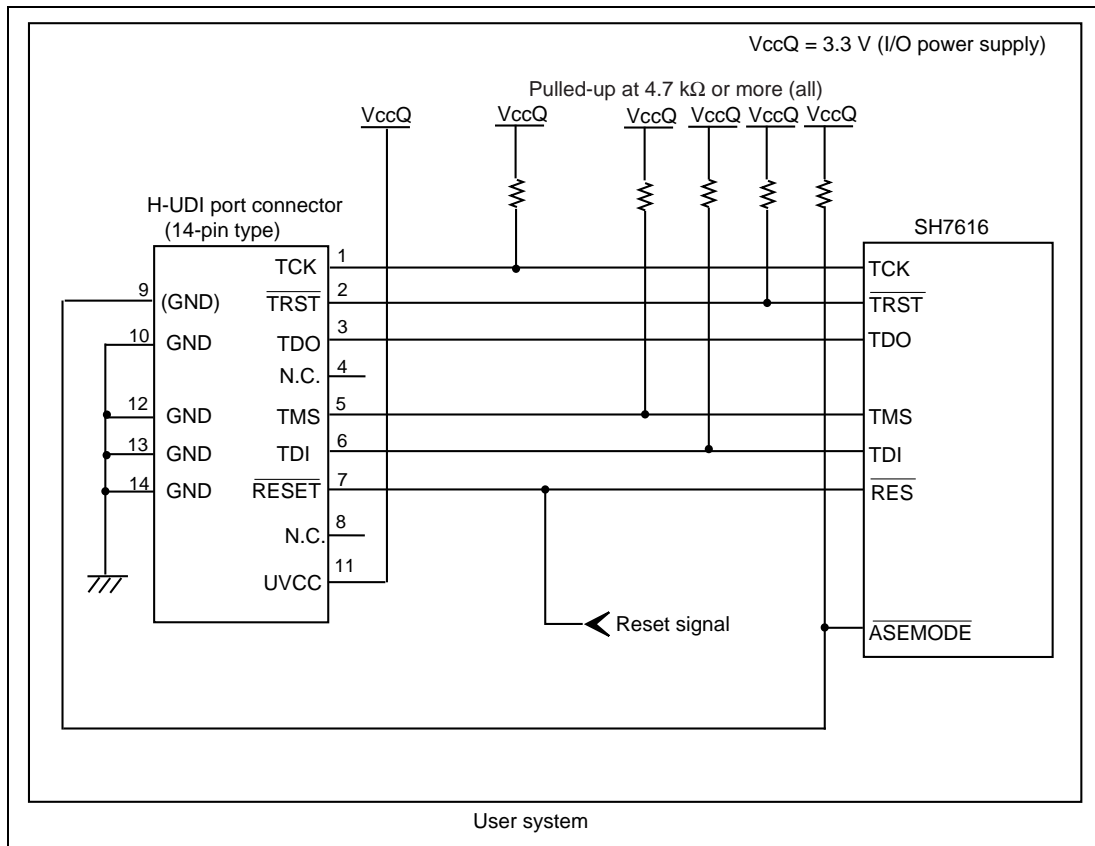 VccQ = 3.3 V (I/O power supply)
Pulled-up at 4.7 kΩ or more (all)
VccQ VccQ VccQ VccQ VccQ VccQ
H-UDI port connector
(14-pin type)
SH7616
TCK 1 TCK
9 (GND) TRST 2 TRST
10 GND TDO 3 TDO
N.C. 4
12 GND TMS 5 TMS
13 GND TDI 6 TDI
14 GND RESET 7 RES
N.C. 8
UVCC 11
Reset signal
ASEMODE
User system